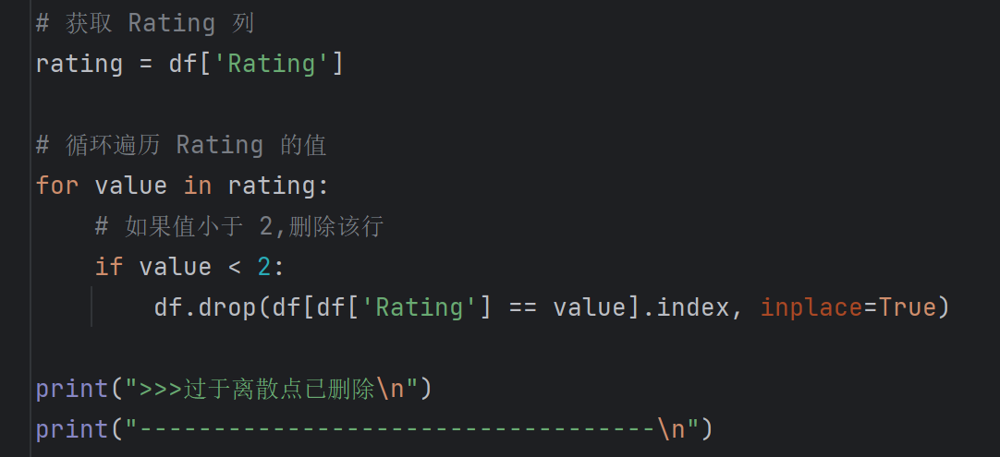 # 获取 Rating 列
rating = df['Rating']
# 循环遍历 Rating 的值
for value in rating:
# 如果值小于 2,删除该行
if value < 2:
df.drop(df[df['Rating'] == value].index, inplace=True)
print(">>>过于离散点已删除\n")
print("-----------------------------------\n")